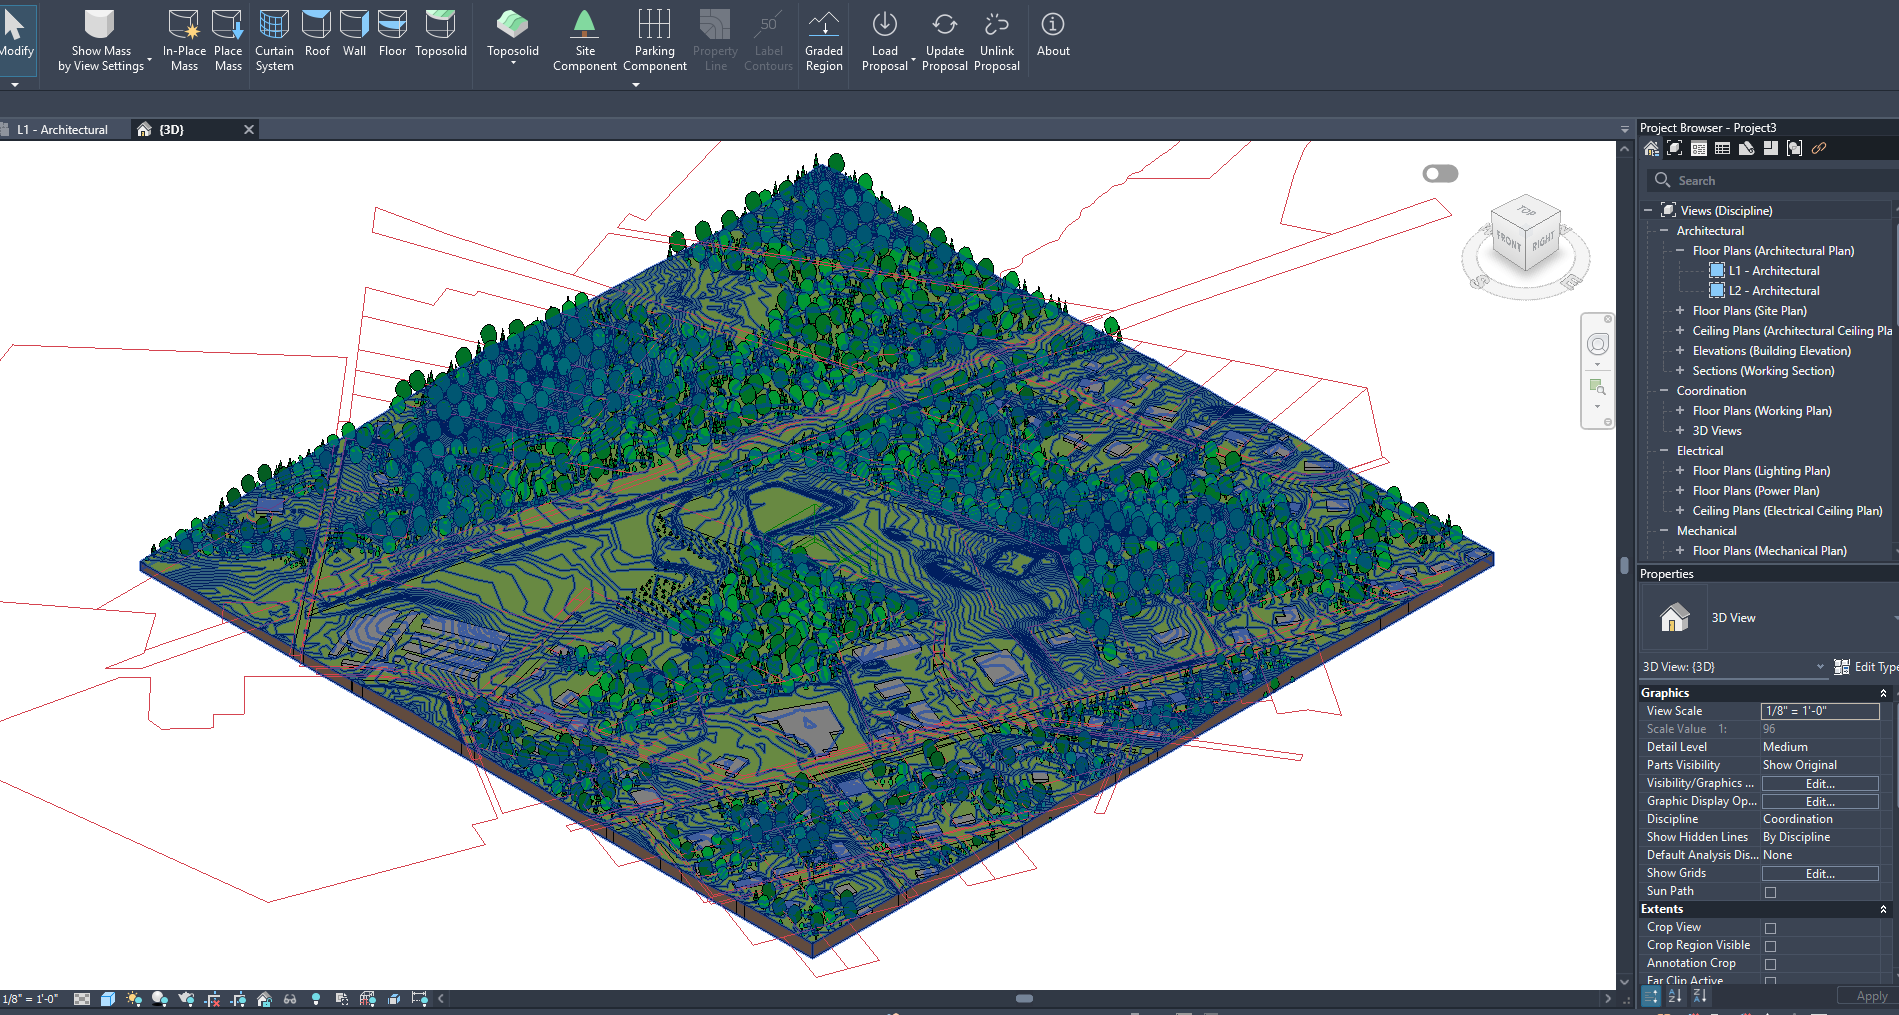 Modify
Show Mass
by View Settings
In-Place
Mass
Place
Mass
Curtain
System
Roof
Wall
Floor
Toposolid
Toposolid
Site
Component
Parking
Component
Property
Line
50
Label
Contours
Graded
Region
Load
Proposal
Update
Proposal
Unlink
Proposal
About
L1 - Architectural
{3D}
TOP
FRONT
RIGHT
Project Browser - Project3
Search
Views (Discipline)
Architectural
Floor Plans (Architectural Plan)
L1 - Architectural
L2 - Architectural
Floor Plans (Site Plan)
Ceiling Plans (Architectural Ceiling Pla
Elevations (Building Elevation)
Sections (Working Section)
Coordination
Floor Plans (Working Plan)
3D Views
Electrical
Floor Plans (Lighting Plan)
Floor Plans (Power Plan)
Ceiling Plans (Electrical Ceiling Plan)
Mechanical
Floor Plans (Mechanical Plan)
Properties
3D View
3D View: {3D}
Edit Type
Graphics
View Scale 1/8" = 1'-0"
Scale Value 1: 96
Detail Level Medium
Parts Visibility Show Original
Visibility/Graphics ... Edit...
Graphic Display Op... Edit...
Discipline Coordination
Show Hidden Lines By Discipline
Default Analysis Dis... None
Show Grids Edit...
Sun Path
Extents
Crop View
Crop Region Visible
Annotation Crop
Far Clip Active
Apply
1/8" = 1'-0"